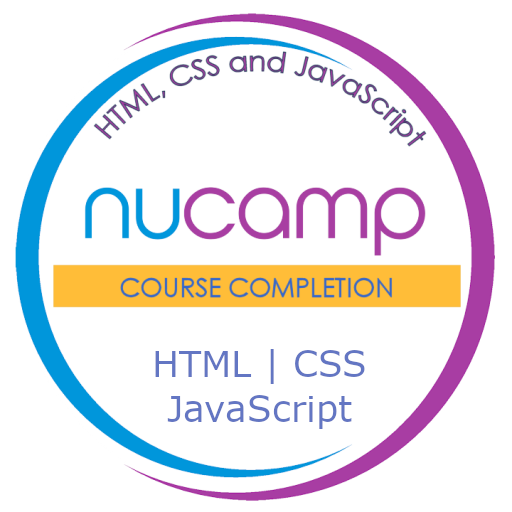 HTML, CSS and JavaScript
nucamp
COURSE COMPLETION
HTML | CSS
JavaScript